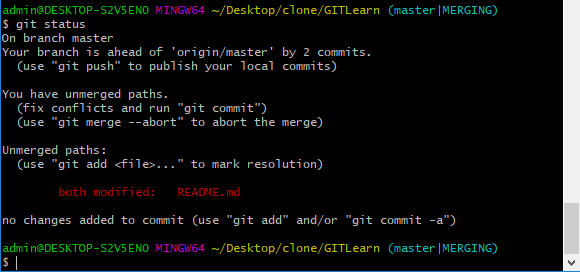 admin@DESKTOP-S2V5ENO MINGW64 ~/Desktop/clone/GITLearn (master|MERGING)
$ git status
On branch master
Your branch is ahead of 'origin/master' by 2 commits.
  (use "git push" to publish your local commits)

You have unmerged paths.
  (fix conflicts and run "git commit")
  (use "git merge --abort" to abort the merge)

Unmerged paths:
  (use "git add <file>..." to mark resolution)

        both modified:   README.md

no changes added to commit (use "git add" and/or "git commit -a")

admin@DESKTOP-S2V5ENO MINGW64 ~/Desktop/clone/GITLearn (master|MERGING)
$